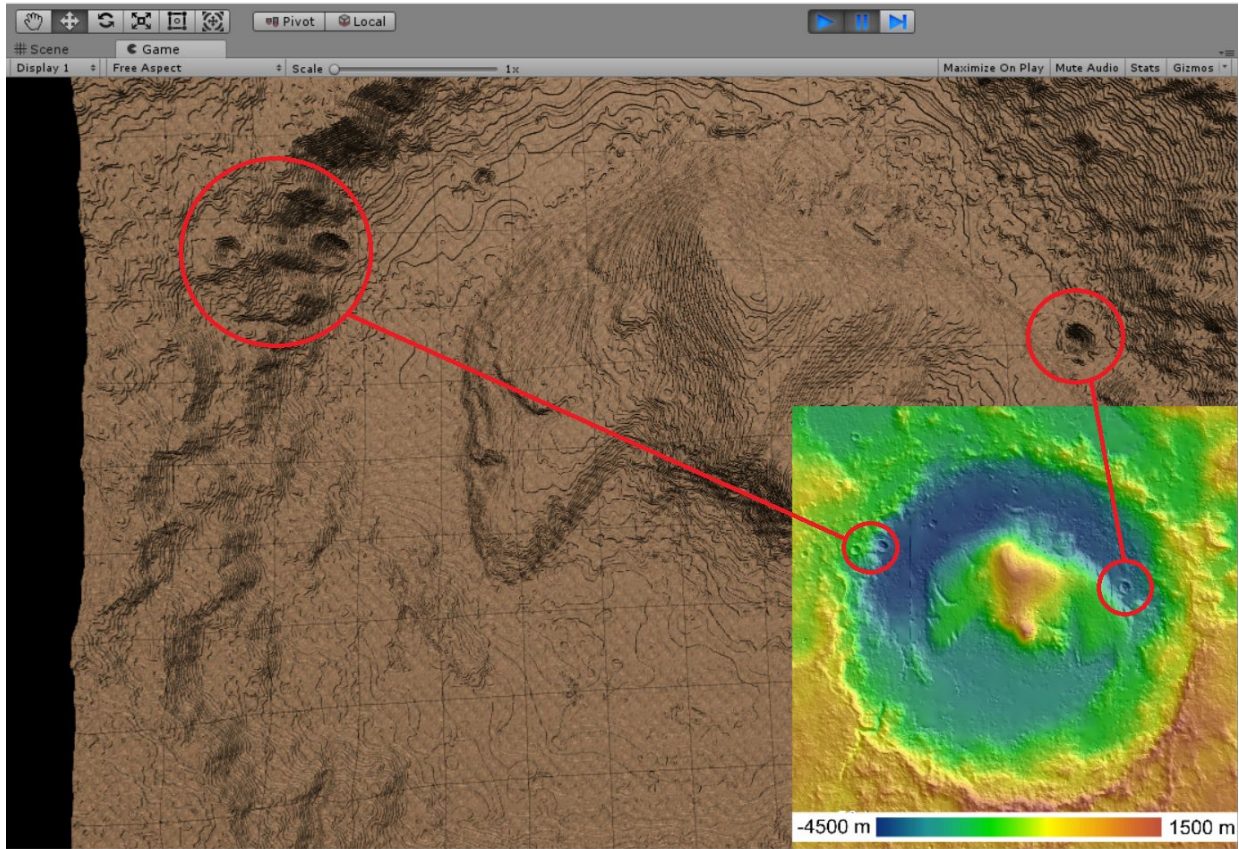 Pivot Local
Scene Game
Display 1 Free Aspect Scale 1x Maximize On Play Mute Audio Stats Gizmos
-4500 m 1500 m